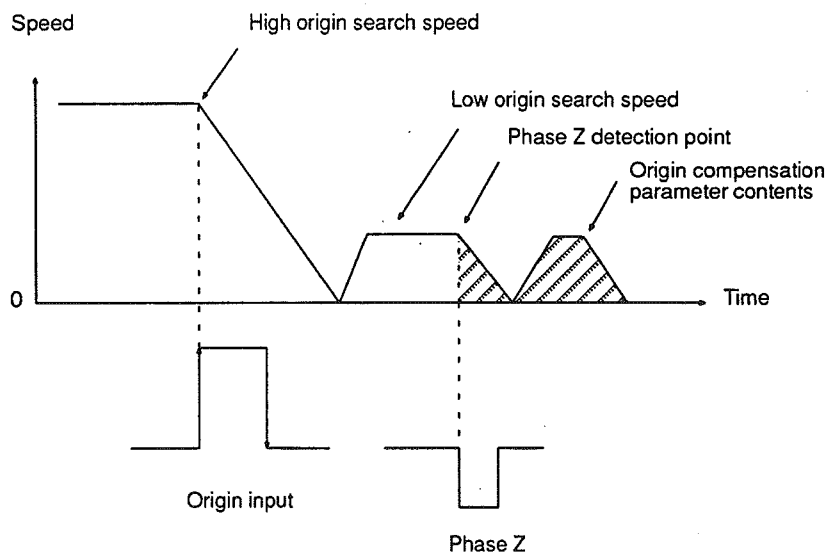 Speed
High origin search speed
Low origin search speed
Phase Z detection point
Origin compensation
parameter contents
0
Time
Origin input
Phase Z